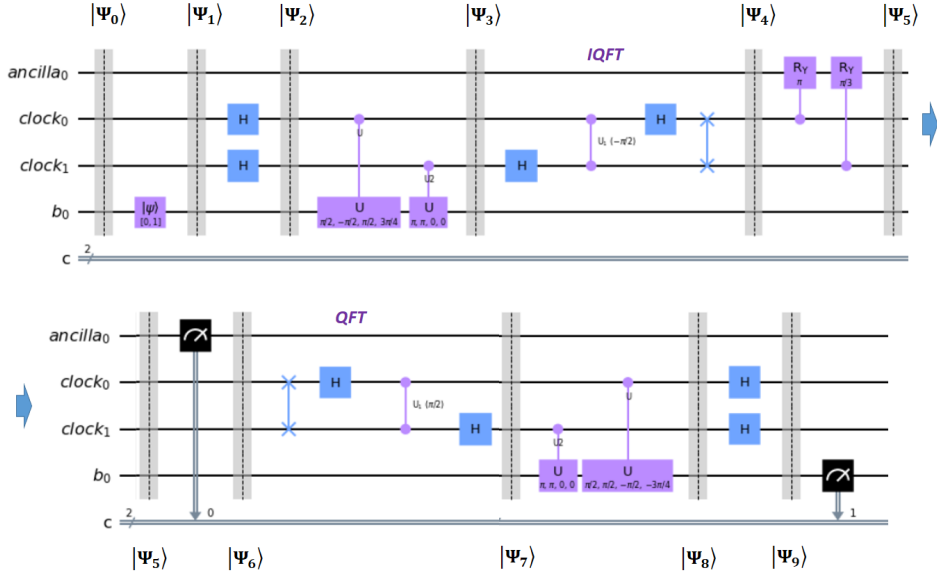 |Ψ₀⟩ |Ψ₁⟩ |Ψ₂⟩ |Ψ₃⟩ |Ψ₄⟩ |Ψ₅⟩
IQFT
ancilla₀ R_Y π R_Y π/3
clock₀ H U H
U₁ (−π/2)
clock₁ H H U2
b₀ |ψ⟩ [0, 1] U π/2, −π/2, π/2, 3π/4 U π, π, 0, 0
2
c
QFT
ancilla₀
clock₀ H U H
U₁ (π/2)
clock₁ H U2 H
b₀ U π, π, 0, 0 U π/2, π/2, −π/2, −3π/4
2 0 1
c
|Ψ₅⟩ |Ψ₆⟩ |Ψ₇⟩ |Ψ₈⟩ |Ψ₉⟩